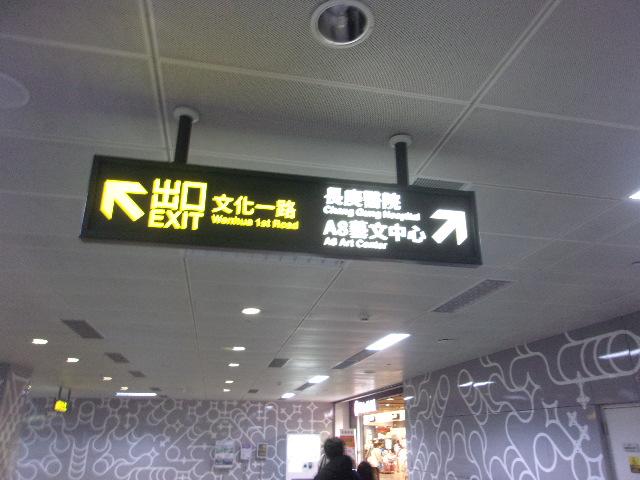 出口
EXIT
文化一路
Wenhua 1st Road
長庚醫院
Chang Gung Hospital
A8藝文中心
A8 Art Center